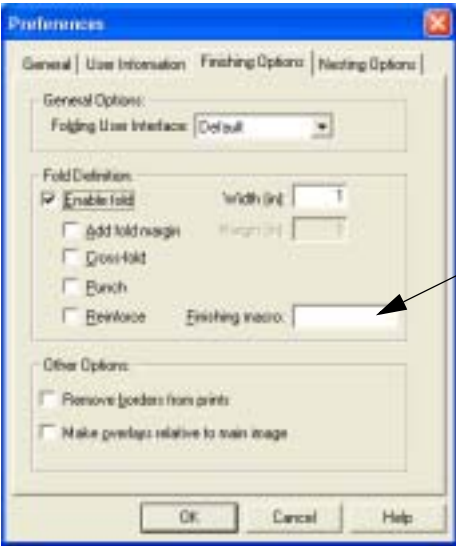 Preferences
General User Information Finishing Options Nesting Options
General Options:
Folding User Interface: Default
Fold Definition:
Enable fold Width (in): 1
Add fold margin Margin (in):
Cross-fold
Punch
Reinforce Finishing macro:
Other Options:
Remove borders from prints
Make overlays relative to main image
OK Cancel Help